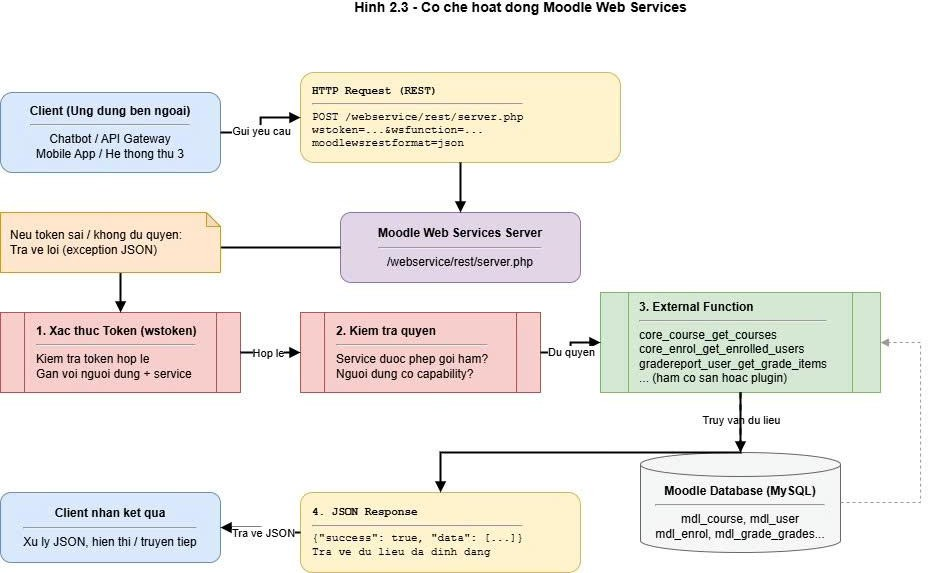 Hinh 2.3 - Co che hoat dong Moodle Web Services
Client (Ung dung ben ngoai)
Chatbot / API Gateway
Mobile App / He thong thu 3
Gui yeu cau
HTTP Request (REST)
POST /webservice/rest/server.php
wstoken=...&wsfunction=...
moodlewsrestformat=json
Neu token sai / khong du quyen:
Tra ve loi (exception JSON)
Moodle Web Services Server
/webservice/rest/server.php
1. Xac thuc Token (wstoken)
Kiem tra token hop le
Gan voi nguoi dung + service
Hop le
2. Kiem tra quyen
Service duoc phep goi ham?
Nguoi dung co capability?
Du quyen
3. External Function
core_course_get_courses
core_enrol_get_enrolled_users
gradereport_user_get_grade_items
... (ham co san hoac plugin)
Truy van du lieu
Moodle Database (MySQL)
mdl_course, mdl_user
mdl_enrol, mdl_grade_grades...
4. JSON Response
{"success": true, "data": [...]}
Tra ve du lieu da dinh dang
Tra ve JSON
Client nhan ket qua
Xu ly JSON, hien thi / truyen tiep